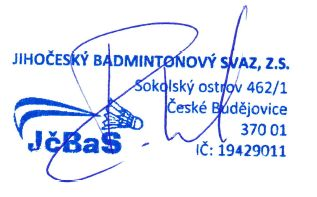 JIHOČESKÝ BADMINTONOVÝ SVAZ, Z.S.
Sokolský ostrov 462/1
České Budějovice
370 01
JčBaS
IČ: 19429011